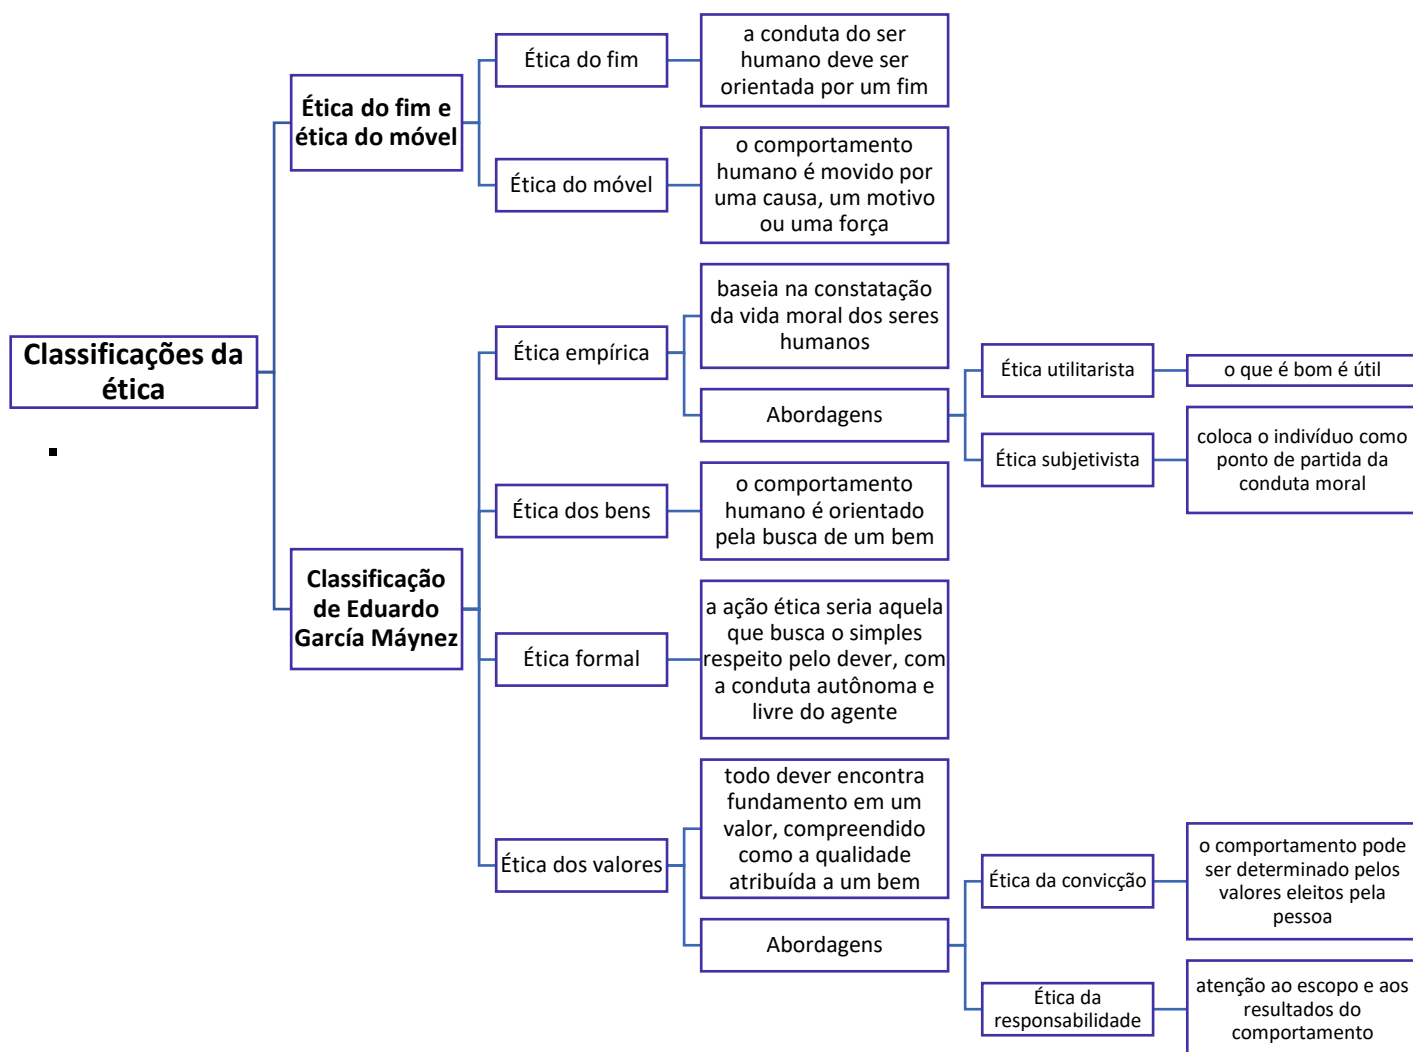 Classificações da
ética
Ética do fim e
ética do móvel
Ética do fim
a conduta do ser
humano deve ser
orientada por um fim
Ética do móvel
o comportamento
humano é movido por
uma causa, um motivo
ou uma força
Classificação
de Eduardo
García Máynez
Ética empírica
baseia na constatação
da vida moral dos seres
humanos
Abordagens
Ética utilitarista
o que é bom é útil
Ética subjetivista
coloca o indivíduo como
ponto de partida da
conduta moral
Ética dos bens
o comportamento
humano é orientado
pela busca de um bem
Ética formal
a ação ética seria aquela
que busca o simples
respeito pelo dever, com
a conduta autônoma e
livre do agente
Ética dos valores
todo dever encontra
fundamento em um
valor, compreendido
como a qualidade
atribuída a um bem
Abordagens
Ética da convicção
o comportamento pode
ser determinado pelos
valores eleitos pela
pessoa
Ética da
responsabilidade
atenção ao escopo e aos
resultados do
comportamento